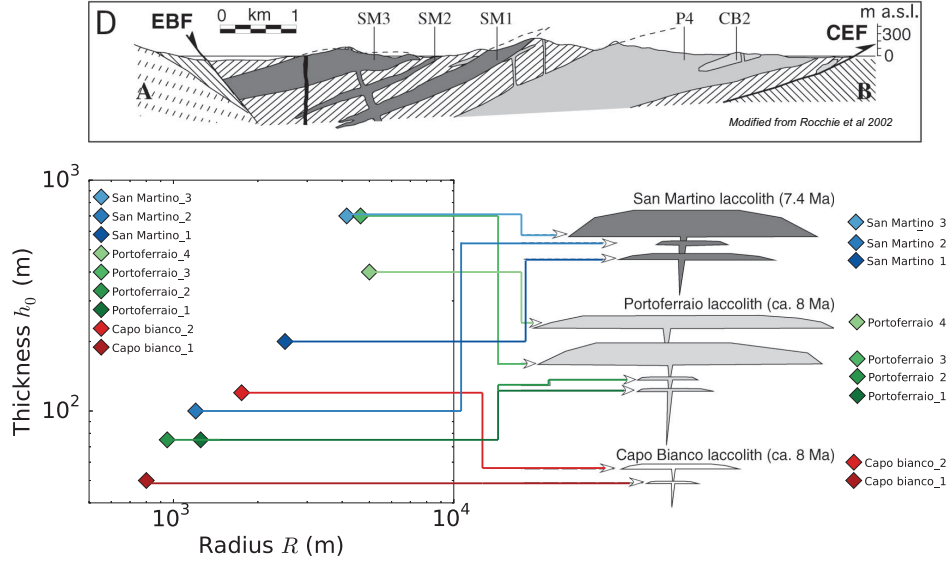 D
EBF
0 km 1
SM3
SM2
SM1
P4
CB2
m a.s.l.
CEF
300
0
A
B
Modified from Rocchie et al 2002
10³
San Martino_3
San Martino_2
San Martino_1
Portoferraio_4
Portoferraio_3
Portoferraio_2
Portoferraio_1
Capo bianco_2
Capo bianco_1
Thickness h₀ (m)
10²
10³
10⁴
Radius R (m)
San Martino laccolith (7.4 Ma)
San Martino_3
San Martino 2
San Martino 1
Portoferraio laccolith (ca. 8 Ma)
Portoferraio 4
Portoferraio 3
Portoferraio 2
Portoferraio_1
Capo Bianco laccolith (ca. 8 Ma)
Capo bianco_2
Capo bianco_1